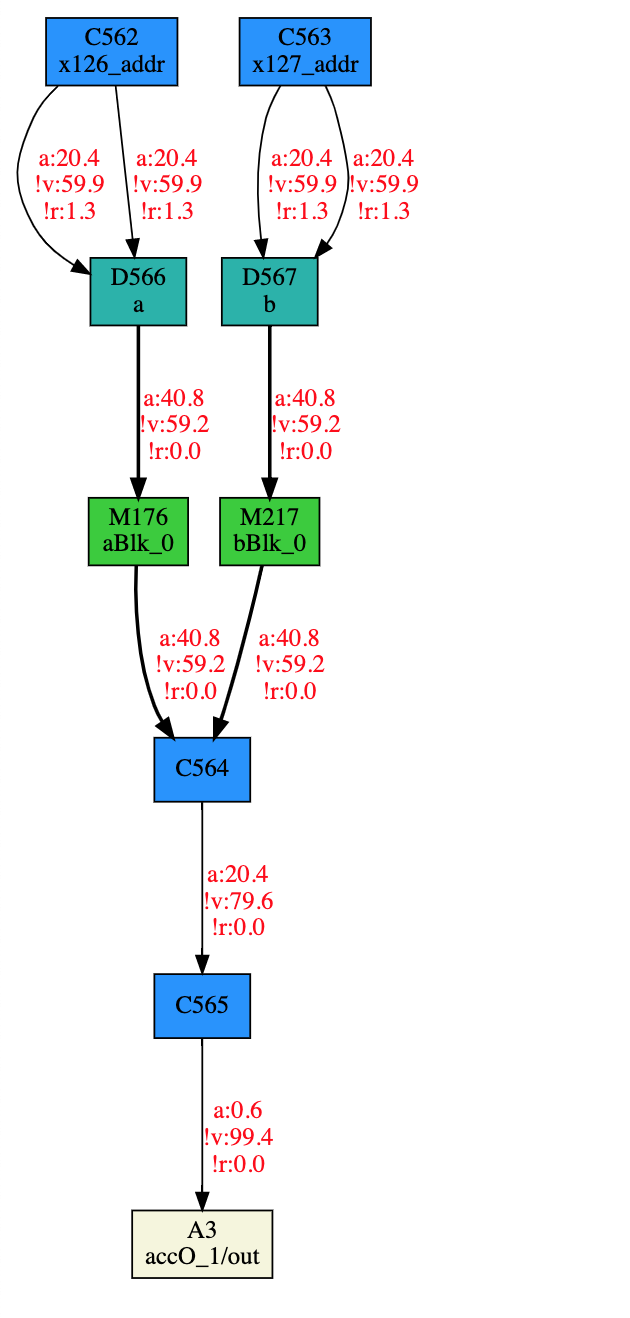 C562
x126_addr
C563
x127_addr
a:20.4
!v:59.9
!r:1.3
a:20.4
!v:59.9
!r:1.3
a:20.4
!v:59.9
!r:1.3
a:20.4
!v:59.9
!r:1.3
D566
a
D567
b
a:40.8
!v:59.2
!r:0.0
a:40.8
!v:59.2
!r:0.0
M176
aBlk_0
M217
bBlk_0
a:40.8
!v:59.2
!r:0.0
a:40.8
!v:59.2
!r:0.0
C564
a:20.4
!v:79.6
!r:0.0
C565
a:0.6
!v:99.4
!r:0.0
A3
accO_1/out